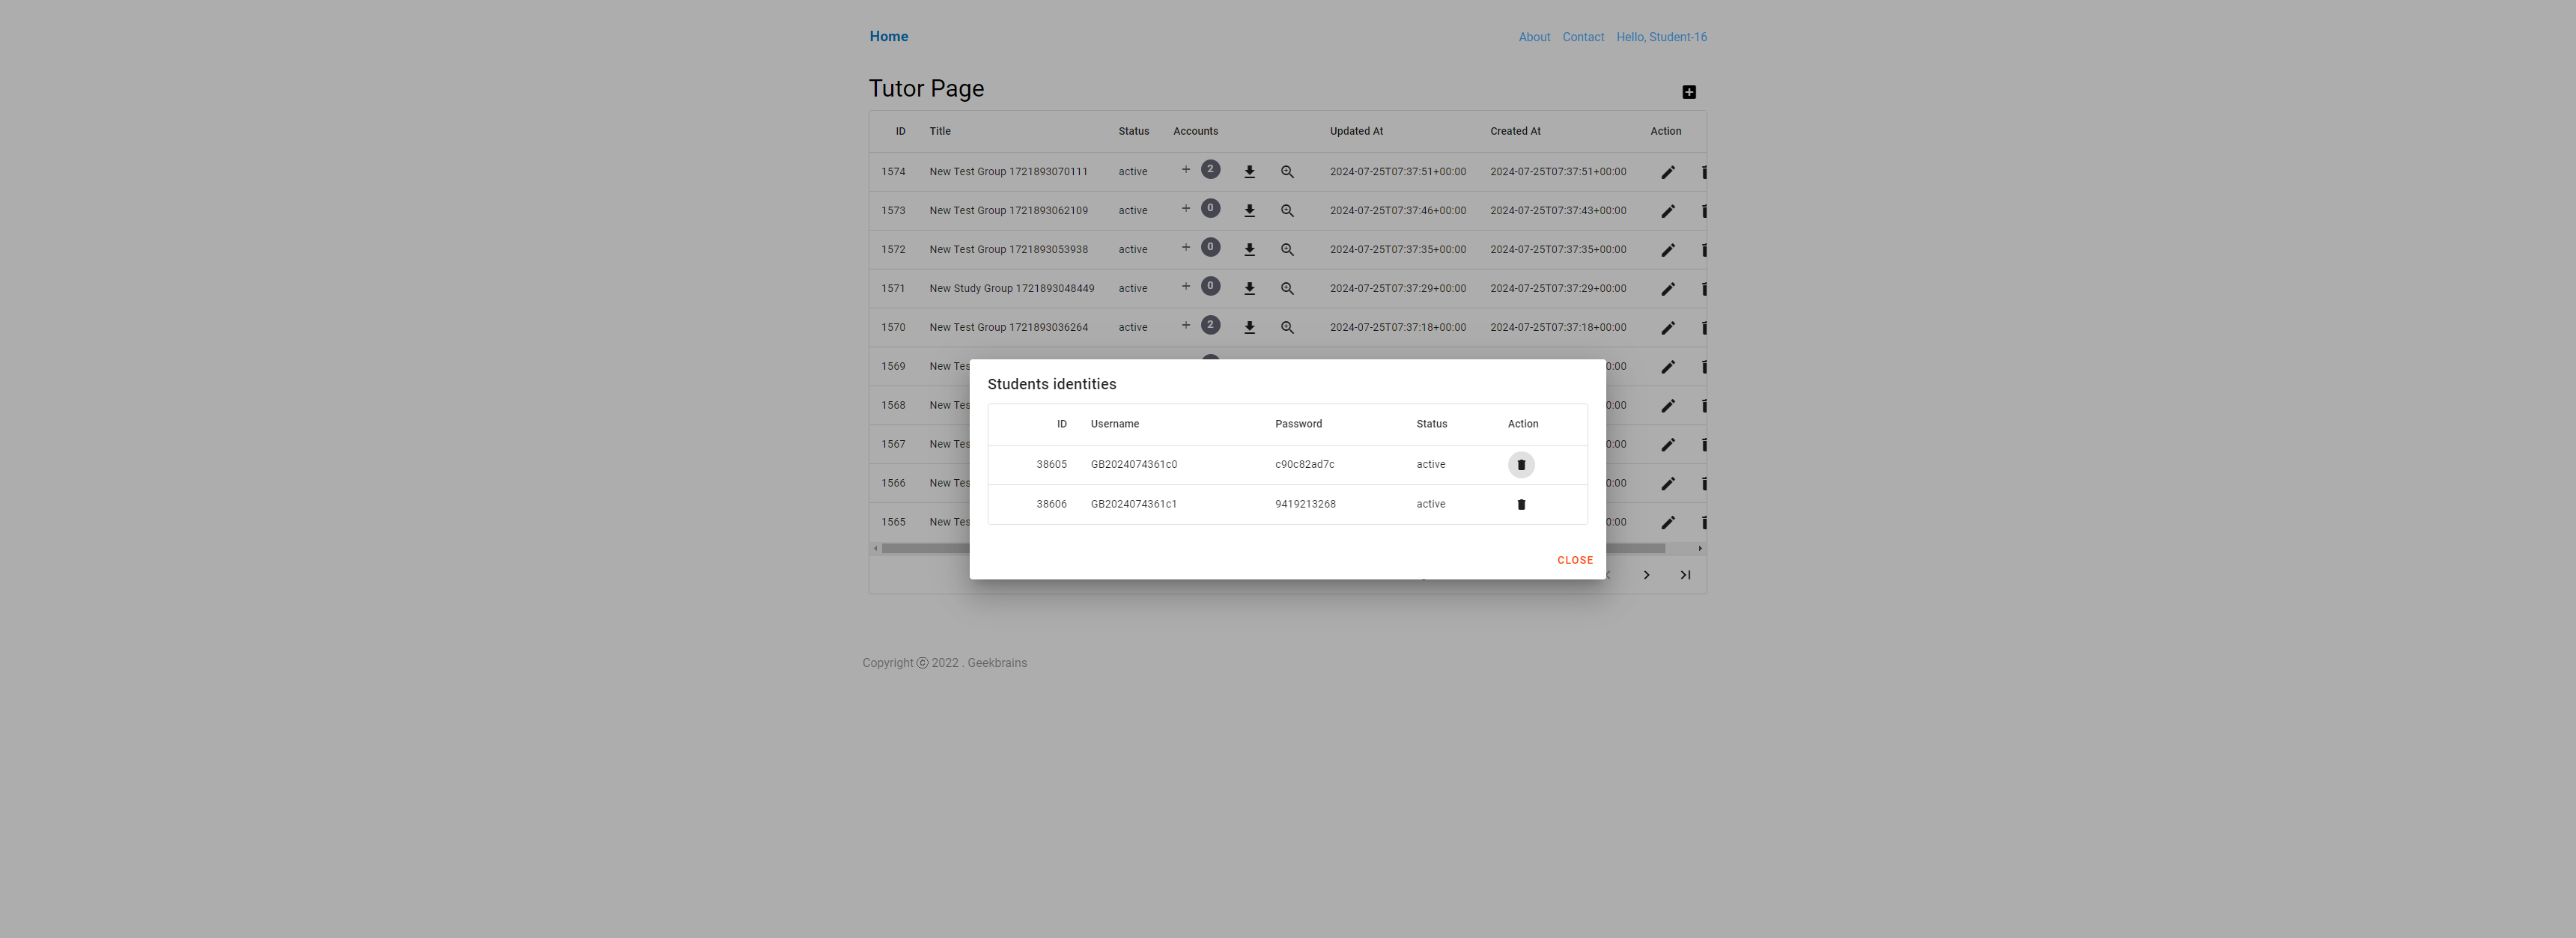 Home About Contact Hello, Student-16
Tutor Page
ID Title Status Accounts Updated At Created At Action
1574 New Test Group 1721893070111 active + 2 2024-07-25T07:37:51+00:00 2024-07-25T07:37:51+00:00
1573 New Test Group 1721893062109 active + 0 2024-07-25T07:37:46+00:00 2024-07-25T07:37:43+00:00
1572 New Test Group 1721893053938 active + 0 2024-07-25T07:37:35+00:00 2024-07-25T07:37:35+00:00
1571 New Study Group 1721893048449 active + 0 2024-07-25T07:37:29+00:00 2024-07-25T07:37:29+00:00
1570 New Test Group 1721893036264 active + 2 2024-07-25T07:37:18+00:00 2024-07-25T07:37:18+00:00
1569 New Tes 0:00
Students identities
1568 New Tes 0:00
ID Username Password Status Action
1567 New Tes 0:00
38605 GB2024074361c0 c90c82ad7c active
1566 New Tes 0:00
38606 GB2024074361c1 9419213268 active
1565 New Tes 0:00
CLOSE
Copyright © 2022 . Geekbrains